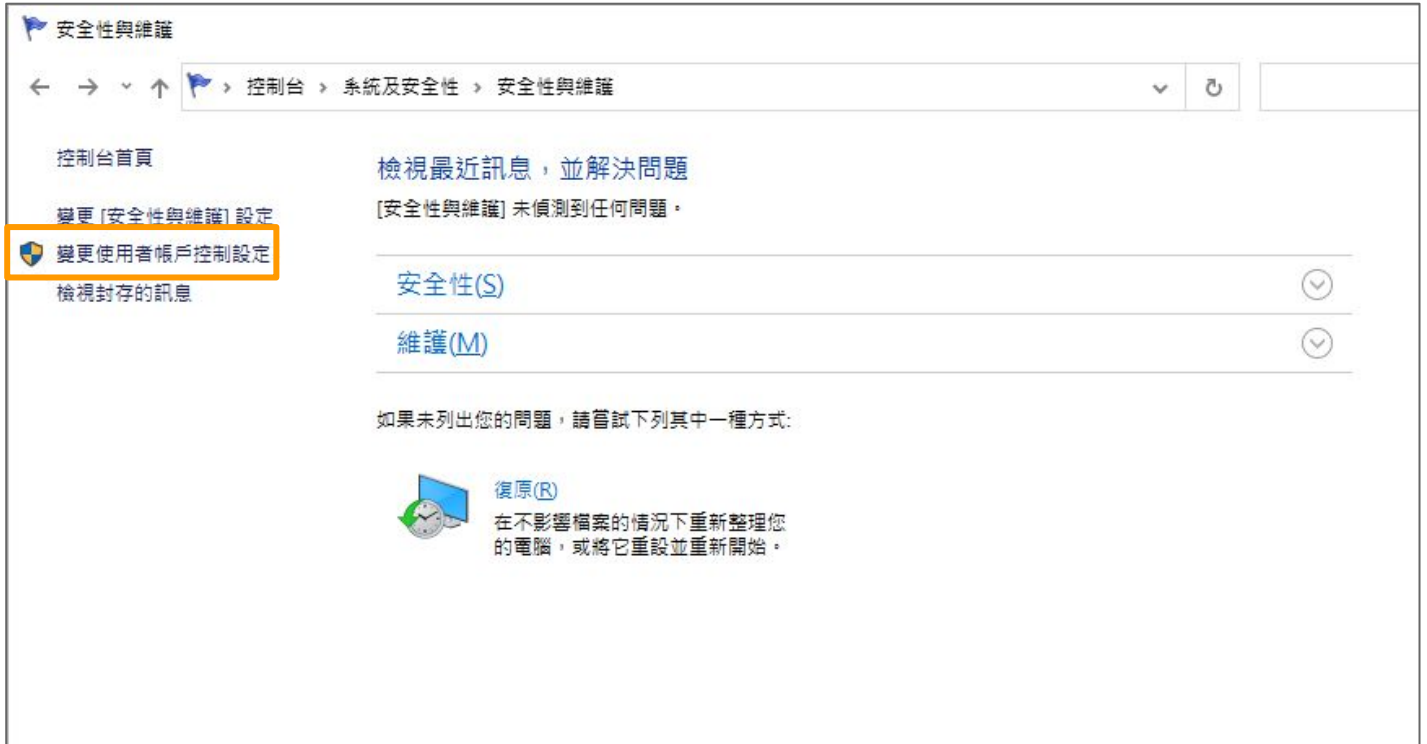 安全性與維護
控制台 › 系統及安全性 › 安全性與維護
控制台首頁
變更 [安全性與維護] 設定
變更使用者帳戶控制設定
檢視封存的訊息
檢視最近訊息，並解決問題
[安全性與維護] 未偵測到任何問題。
安全性(S)
維護(M)
如果未列出您的問題，請嘗試下列其中一種方式:
復原(R)
在不影響檔案的情況下重新整理您
的電腦，或將它重設並重新開始。